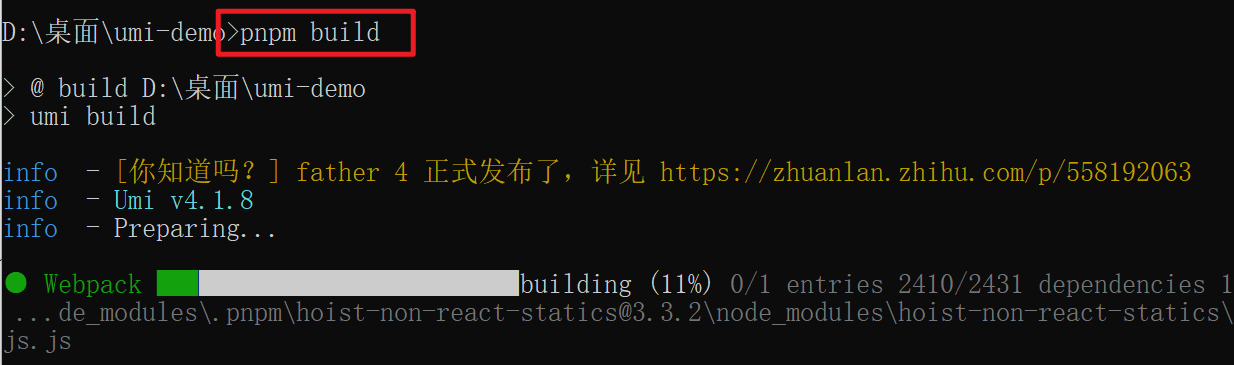 D:\桌面\umi-demo>pnpm build
> @ build D:\桌面\umi-demo
> umi build
info - [你知道吗？] father 4 正式发布了，详见 https://zhuanlan.zhihu.com/p/558192063
info - Umi v4.1.8
info - Preparing...
● Webpack building (11%) 0/1 entries 2410/2431 dependencies 1
...de_modules\.pnpm\hoist-non-react-statics@3.3.2\node_modules\hoist-non-react-statics\
js.js